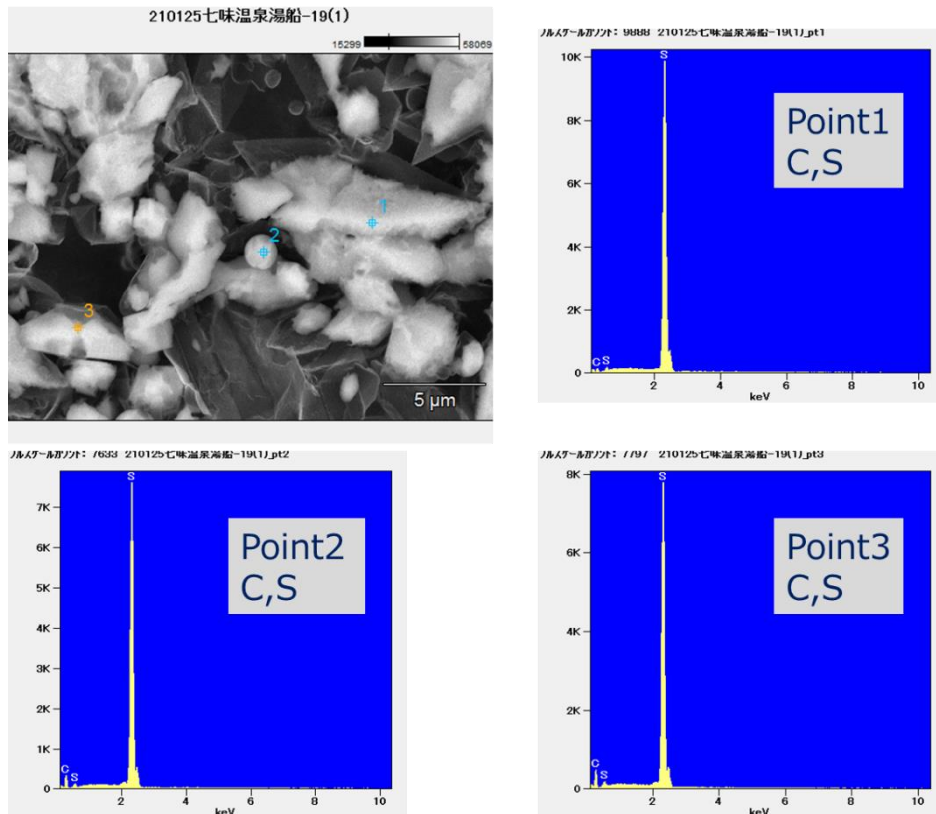 210125七味温泉湯船-19(1)
15299 58069
1
2
3
5 μm
フルスケールカウント: 9888 210125七味温泉湯船-19(1)_pt1
10K
8K
6K
4K
2K
0
S
C S
2 4 6 8 10
keV
Point1
C,S
フルスケールカウント: 7633 210125七味温泉湯船-19(1)_pt2
7K
6K
5K
4K
3K
2K
1K
0
S
C S
2 4 6 8 10
keV
Point2
C,S
フルスケールカウント: 7797 210125七味温泉湯船-19(1)_pt3
8K
6K
4K
2K
0
S
C S
2 4 6 8 10
keV
Point3
C,S